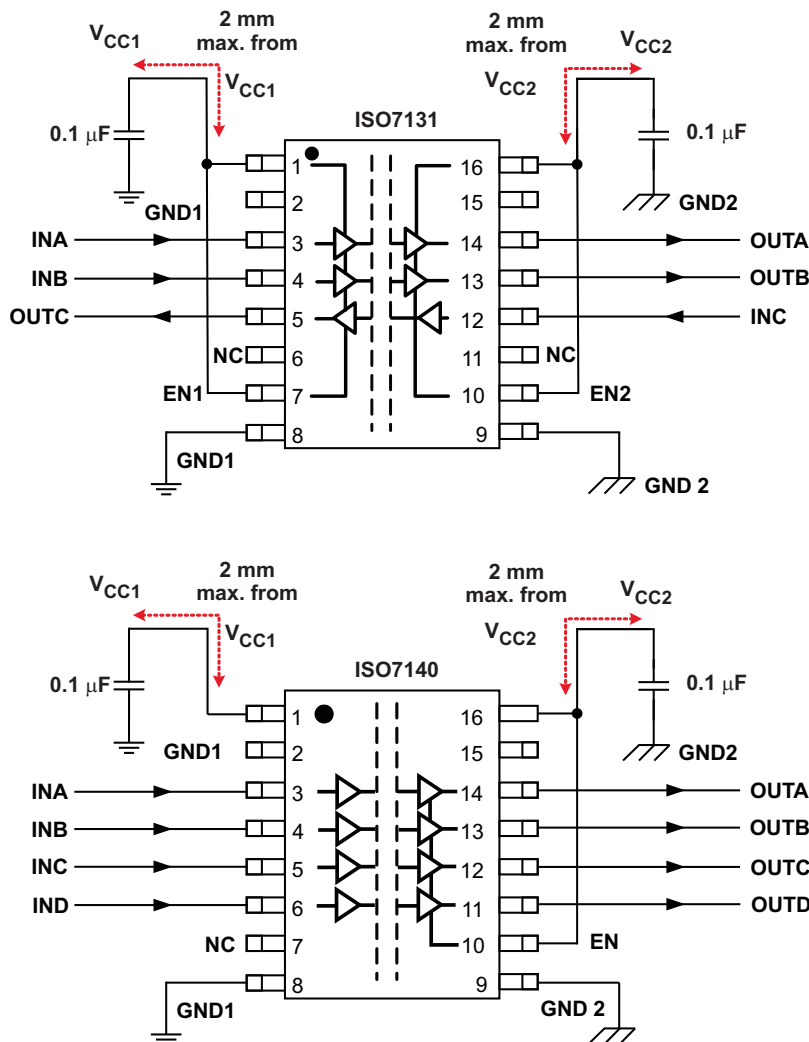 VCC1
2 mm
max. from
VCC1
2 mm
max. from
VCC2
VCC2
0.1 μF
ISO7131
0.1 μF
GND1
GND2
1
16
2
15
INA
3
14
OUTA
INB
4
13
OUTB
OUTC
5
12
INC
NC
6
11
NC
EN1
7
10
EN2
8
9
GND1
GND 2
VCC1
2 mm
max. from
VCC1
2 mm
max. from
VCC2
VCC2
0.1 μF
ISO7140
0.1 μF
1
16
GND1
2
15
GND2
INA
3
14
OUTA
INB
4
13
OUTB
INC
5
12
OUTC
IND
6
11
OUTD
NC
7
10
EN
8
9
GND1
GND 2